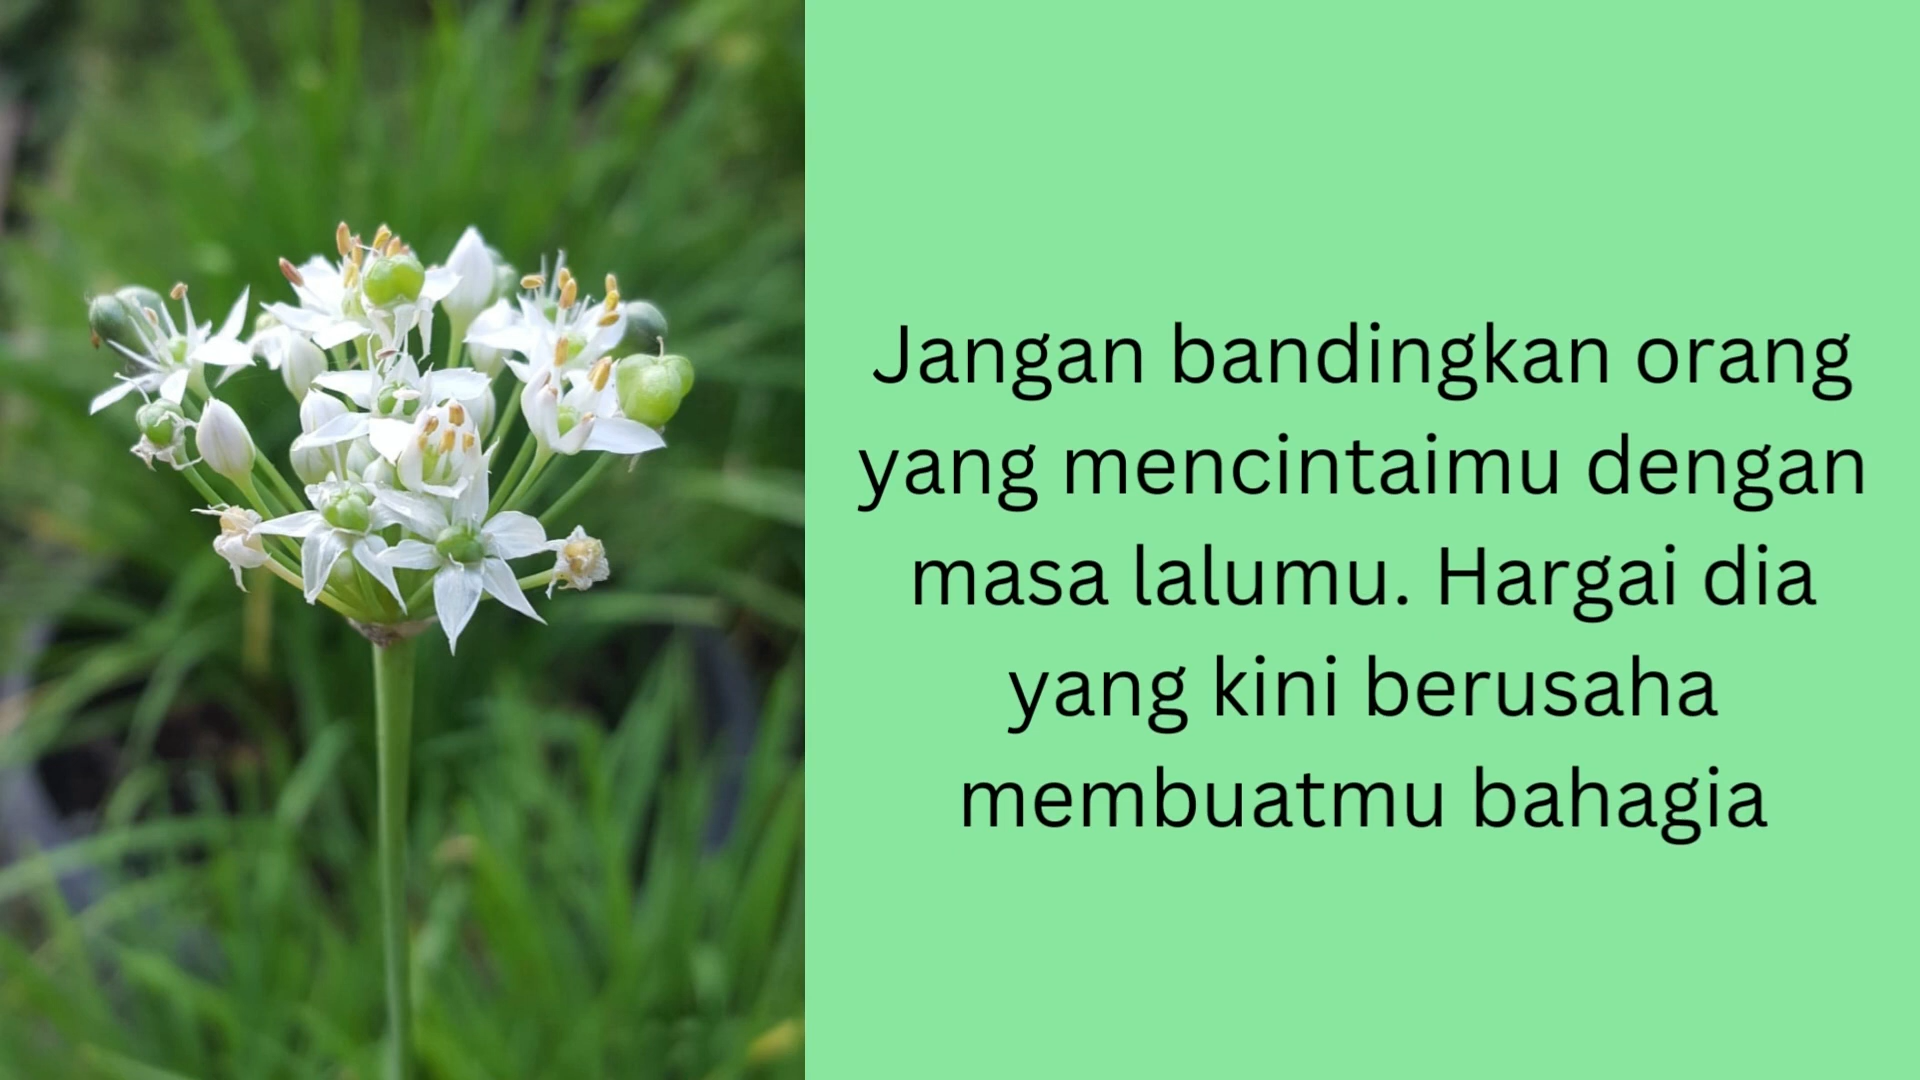 Jangan bandingkan orang
yang mencintaimu dengan
masa lalumu. Hargai dia
yang kini berusaha
membuatmu bahagia